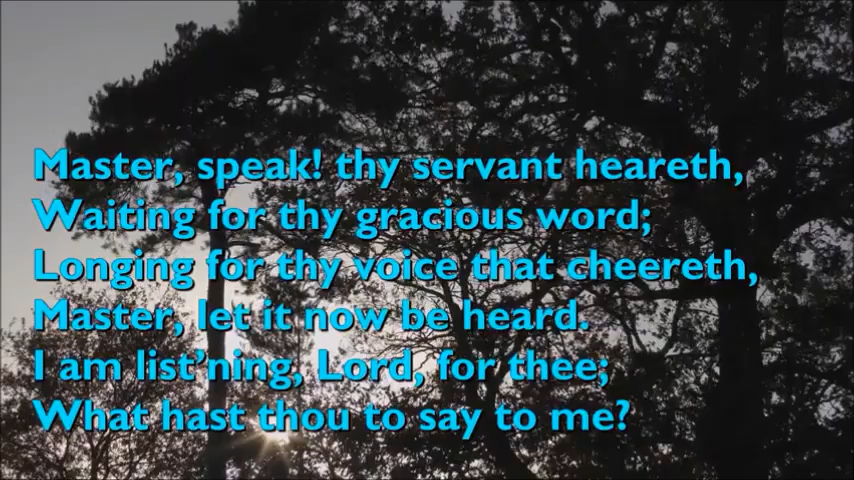 Master, speak! thy servant heareth,
Waiting for thy gracious word;
Longing for thy voice that cheereth,
Master, let it now be heard.
I am list’ning, Lord, for thee;
What hast thou to say to me?